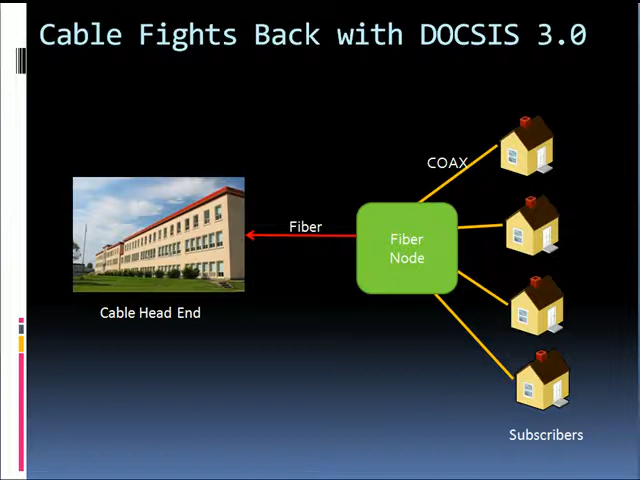 Cable Fights Back with DOCSIS 3.0
COAX
Fiber
Fiber
Node
Cable Head End
Subscribers